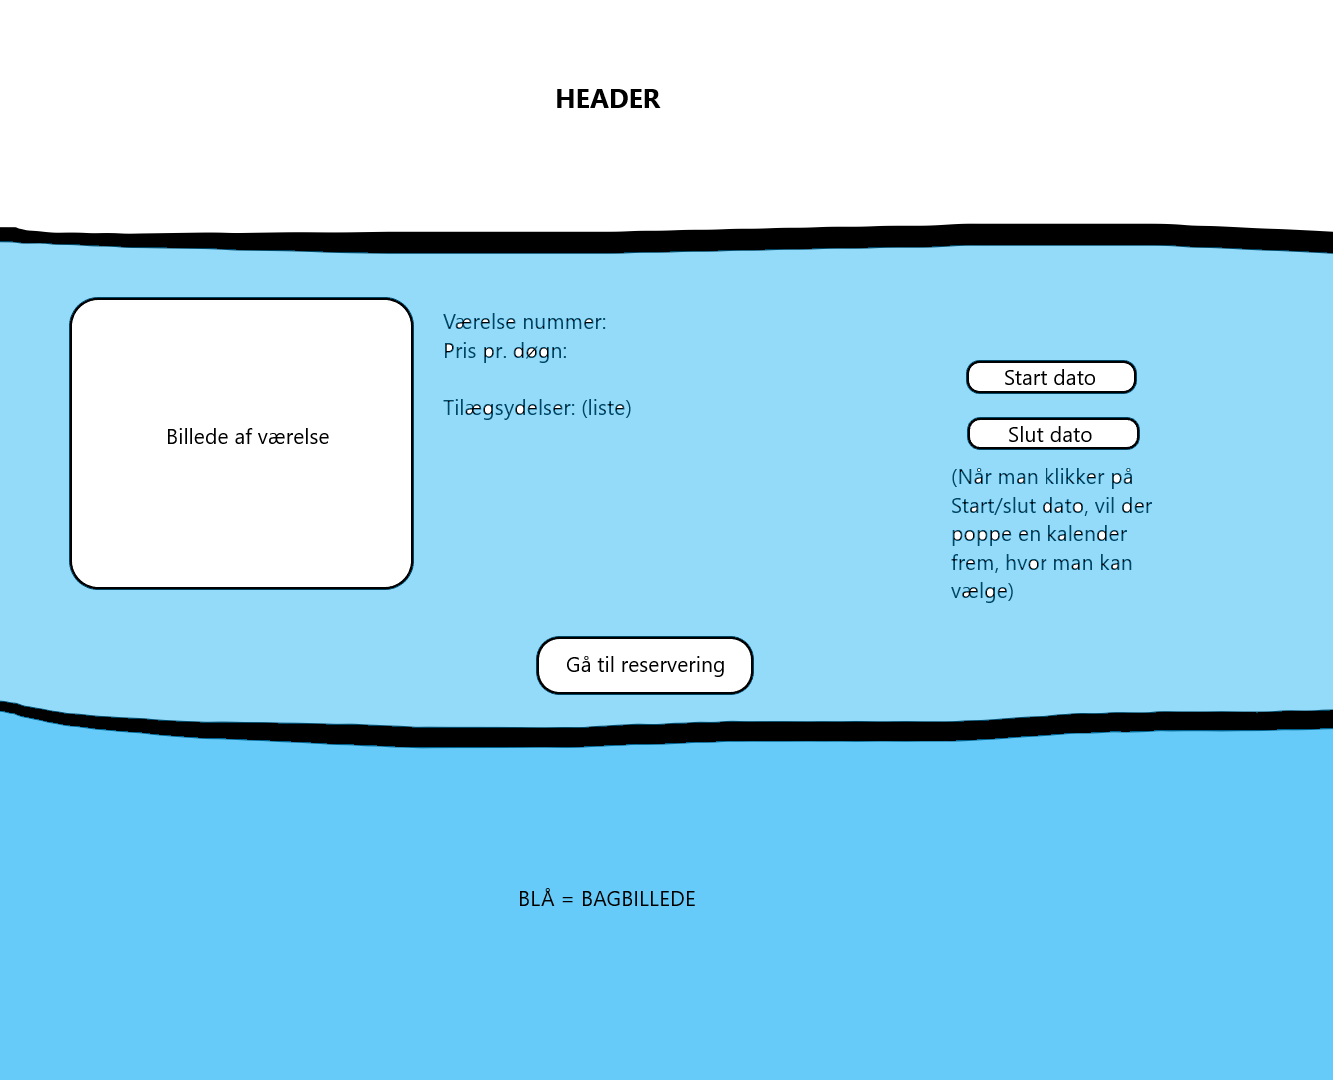 HEADER
Billede af værelse
Værelse nummer:
Pris pr. døgn:
Tilægsydelser: (liste)
Start dato
Slut dato
(Når man klikker på
Start/slut dato, vil der
poppe en kalender
frem, hvor man kan
vælge)
Gå til reservering
BLÅ = BAGBILLEDE